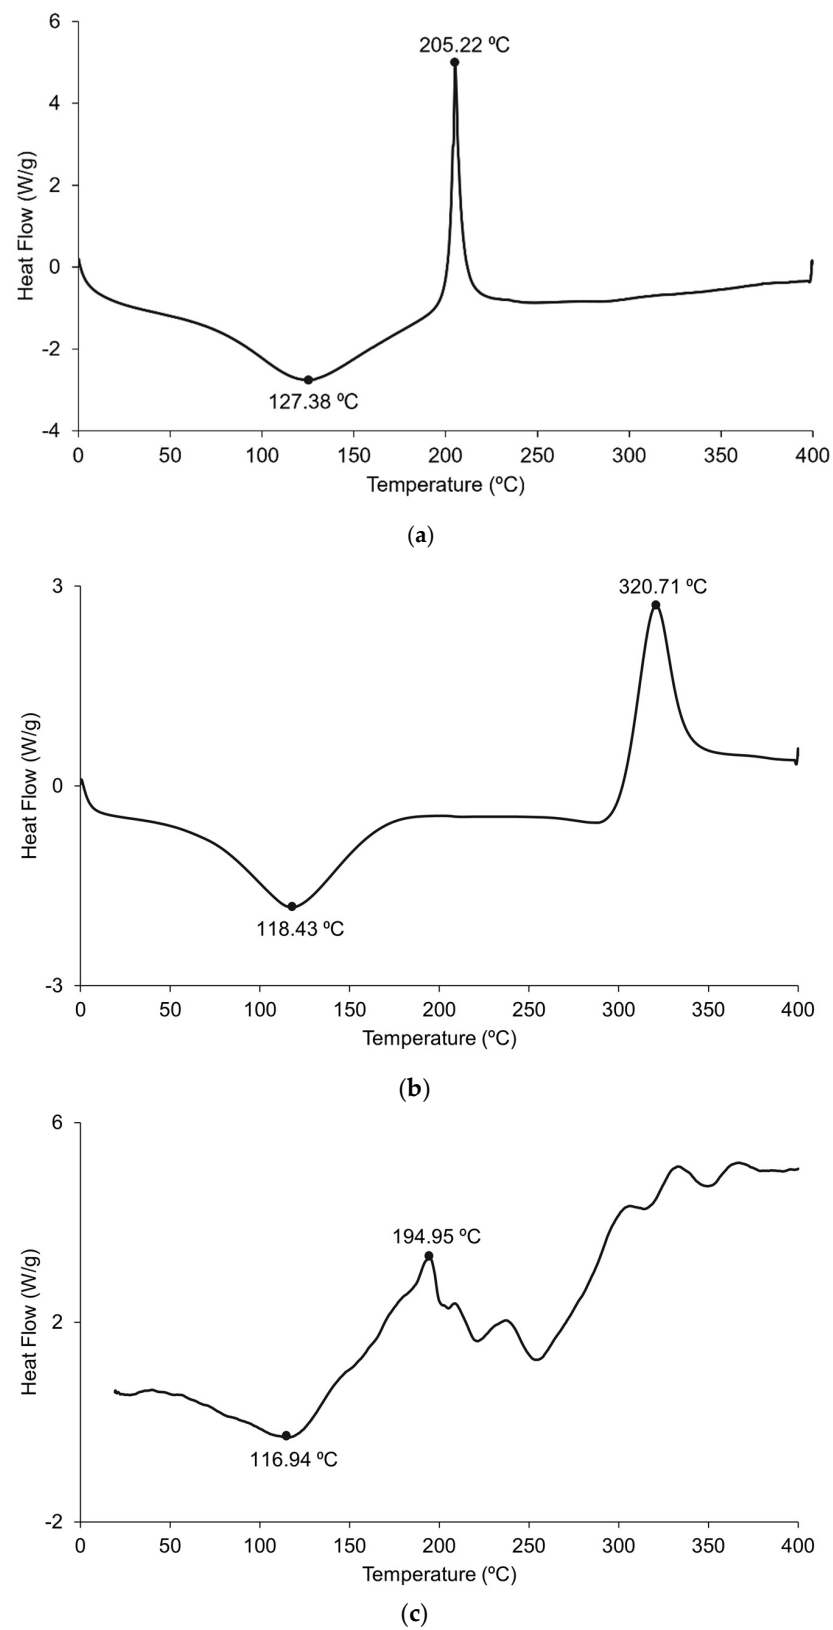 6
205.22 ºC
4
2
0
-2
-4
127.38 ºC
Heat Flow (W/g)
0 50 100 150 200 250 300 350 400
Temperature (ºC)
(a)
3
320.71 ºC
0
118.43 ºC
-3
Heat Flow (W/g)
0 50 100 150 200 250 300 350 400
Temperature (ºC)
(b)
6
194.95 ºC
2
116.94 ºC
-2
Heat Flow (W/g)
0 50 100 150 200 250 300 350 400
Temperature (ºC)
(c)